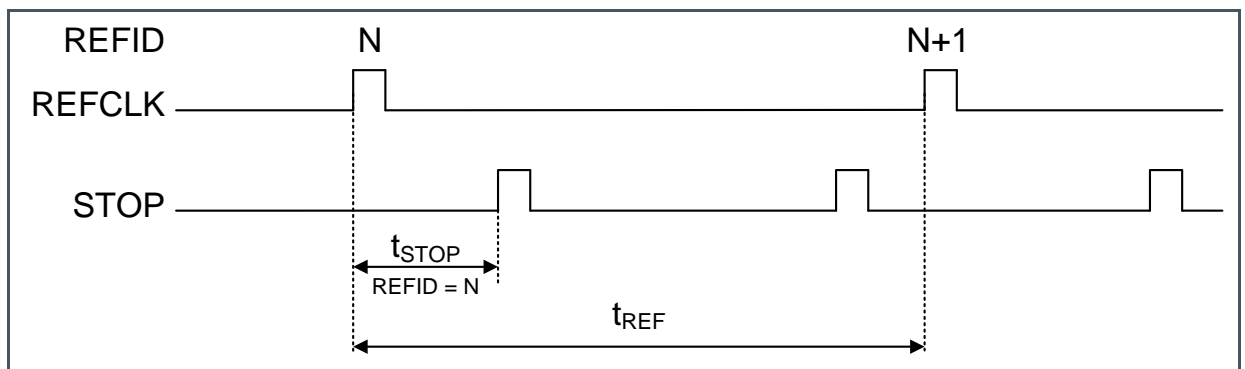 REFID N N+1
REFCLK
STOP
tSTOP
REFID = N
tREF